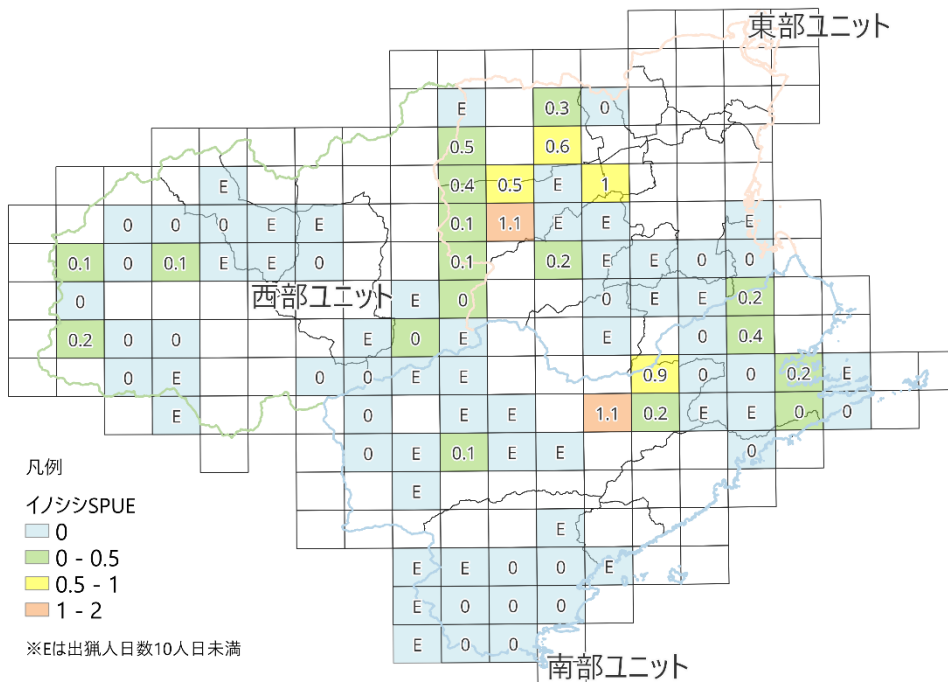 東部ユニット
E 0.3 0
0.5 0.6
0.4 0.5 E 1
E
0 0 0 E E 0.1 1.1 E E E
0.1 0 0.1 E E 0 0.1 0.2 E E 0 0
西部ユニット
0 E 0 0 E E 0.2
0.2 0 0 E 0 E E 0 0.4
0 E 0 0 E E 0.9 0 0 0.2 E
E 0 E E 1.1 0.2 E E 0 0
0 E 0.1 E E 0
E
E
E E 0 0 E
E 0 0 0
E 0 0
南部ユニット
凡例
イノシシSPUE
0
0 - 0.5
0.5 - 1
1 - 2
※Eは出猟人日数10人日未満